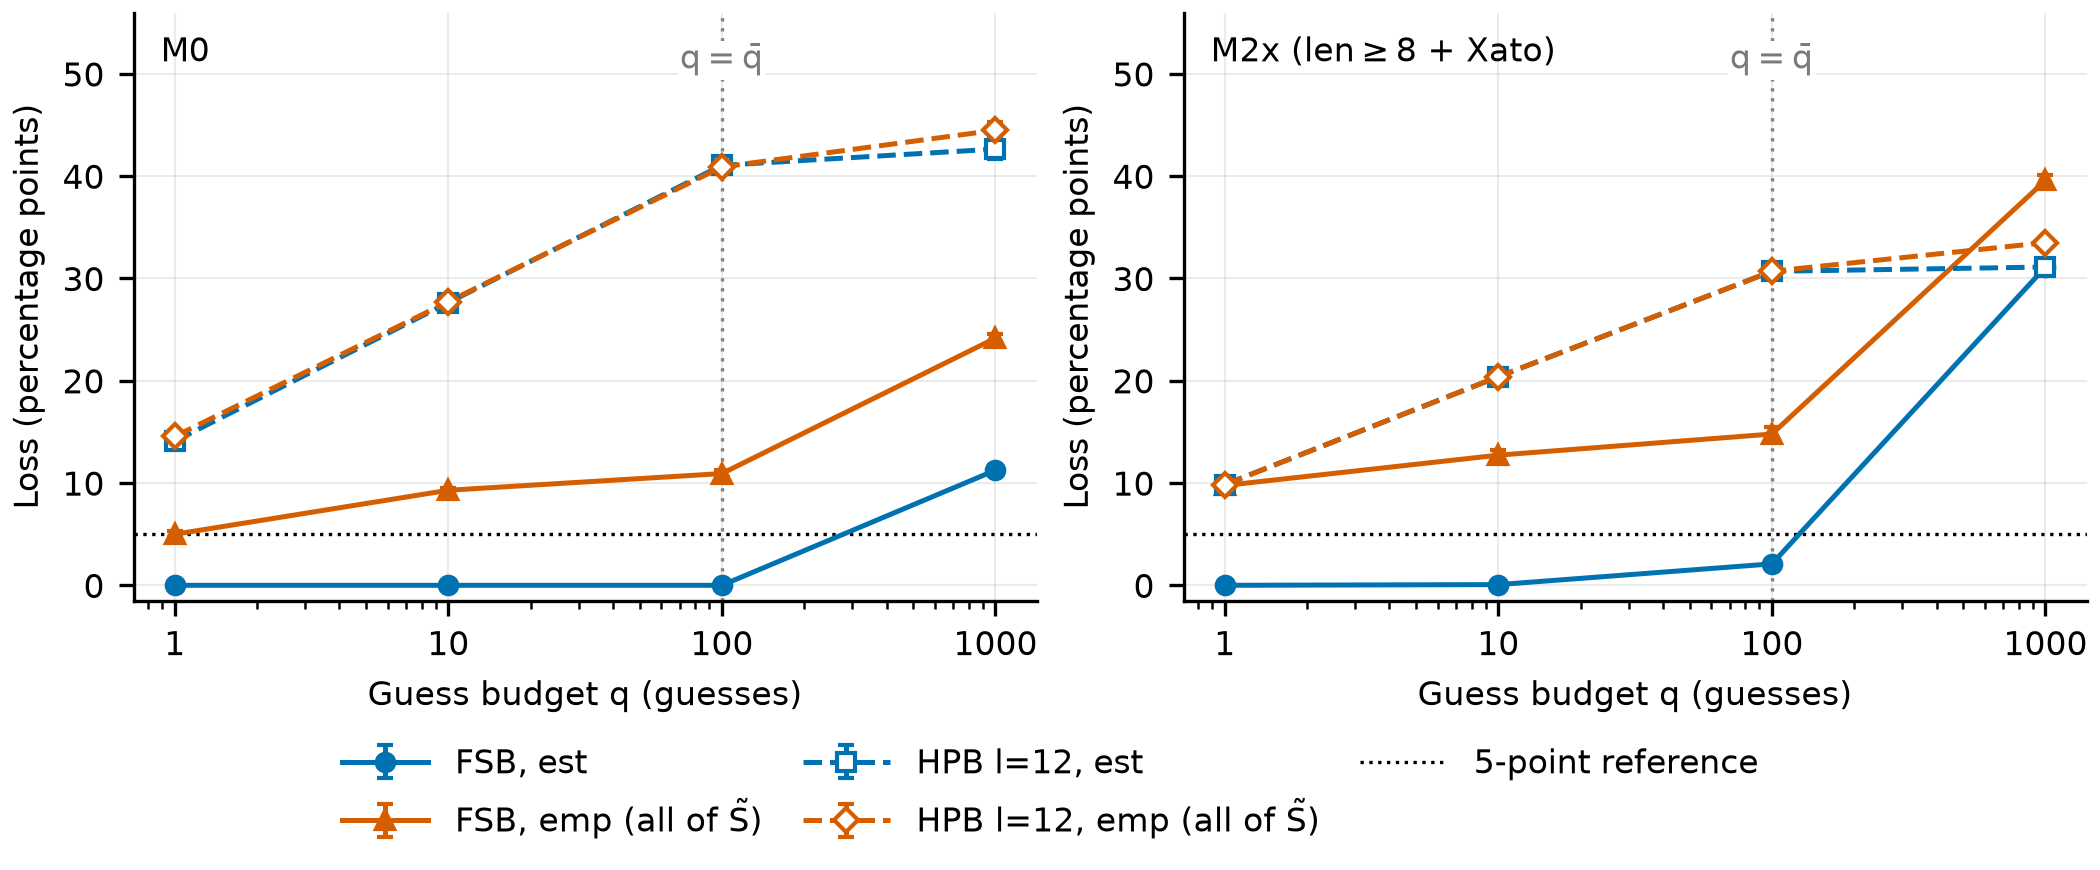 M0
q = q̄
50
40
30
20
10
0
Loss (percentage points)
1 10 100 1000
Guess budget q (guesses)
M2x (len ≥ 8 + Xato)
q = q̄
50
40
30
20
10
0
Loss (percentage points)
1 10 100 1000
Guess budget q (guesses)
FSB, est
FSB, emp (all of S̃)
HPB l=12, est
HPB l=12, emp (all of S̃)
5-point reference